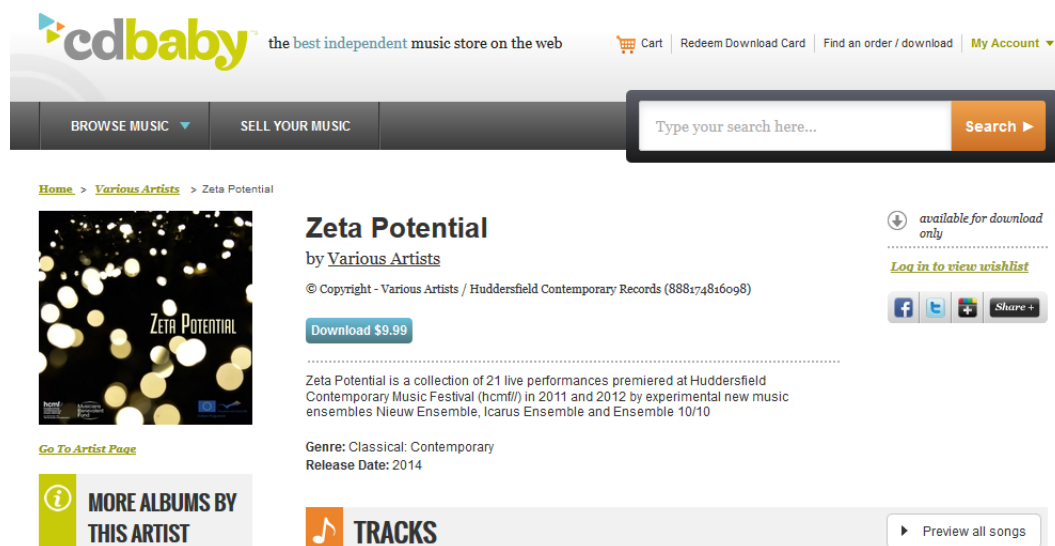 cdbaby
the best independent music store on the web
Cart
Redeem Download Card
Find an order / download
My Account
BROWSE MUSIC
SELL YOUR MUSIC
Type your search here...
Search
Home > Various Artists > Zeta Potential
ZETA POTENTIAL
hcmf//
Musicians Benevolent Fund
Zeta Potential
by Various Artists
© Copyright - Various Artists / Huddersfield Contemporary Records (888174816098)
Download $9.99
available for download
only
Log in to view wishlist
Share +
Zeta Potential is a collection of 21 live performances premiered at Huddersfield
Contemporary Music Festival (hcmf//) in 2011 and 2012 by experimental new music
ensembles Nieuw Ensemble, Icarus Ensemble and Ensemble 10/10
Genre: Classical: Contemporary
Release Date: 2014
Go To Artist Page
MORE ALBUMS BY
THIS ARTIST
TRACKS
Preview all songs